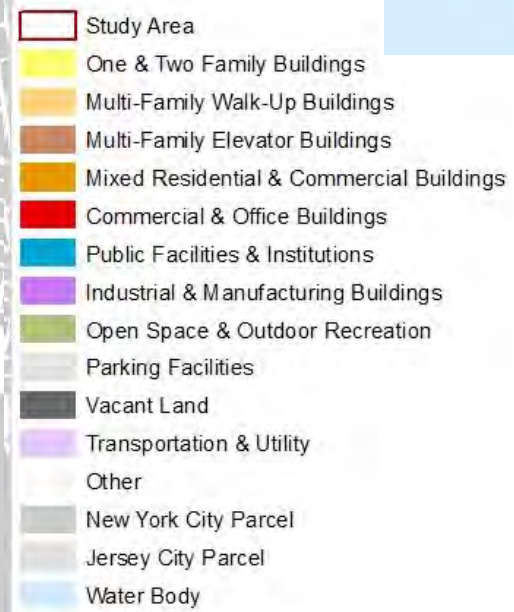 Study Area
One & Two Family Buildings
Multi-Family Walk-Up Buildings
Multi-Family Elevator Buildings
Mixed Residential & Commercial Buildings
Commercial & Office Buildings
Public Facilities & Institutions
Industrial & Manufacturing Buildings
Open Space & Outdoor Recreation
Parking Facilities
Vacant Land
Transportation & Utility
Other
New York City Parcel
Jersey City Parcel
Water Body